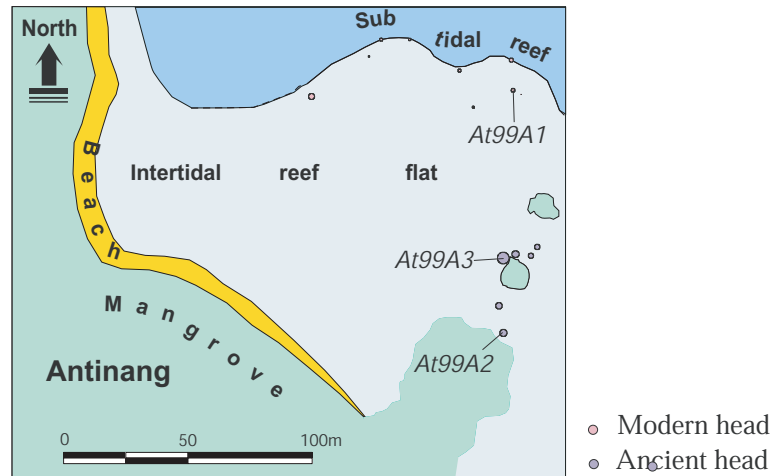 North
Sub tidal reef
At99A1
Beach
Intertidal reef flat
At99A3
Mangrove
At99A2
Antinang
0 50 100m
Modern head
Ancient head